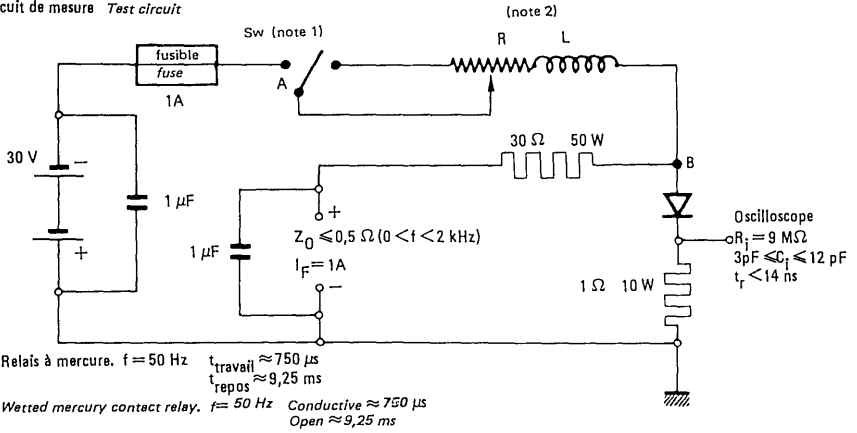 cuit de mesure Test circuit
(note 2)
Sw (note 1)
R L
fusible
fuse
A
1A
30 Ω 50 W
30 V
−
B
1 µF
+
Oscilloscope
Ri = 9 MΩ
3pF ⩽ Ci ⩽ 12 pF
tr < 14 ns
Z0 ⩽ 0,5 Ω (0 < f < 2 kHz)
1 µF
+
IF = 1A
1 Ω 10 W
−
Relais à mercure. f = 50 Hz ttravail ≈ 750 µs
trepos ≈ 9,25 ms
Wetted mercury contact relay. f= 50 Hz Conductive ≈ 750 µs
Open ≈ 9,25 ms